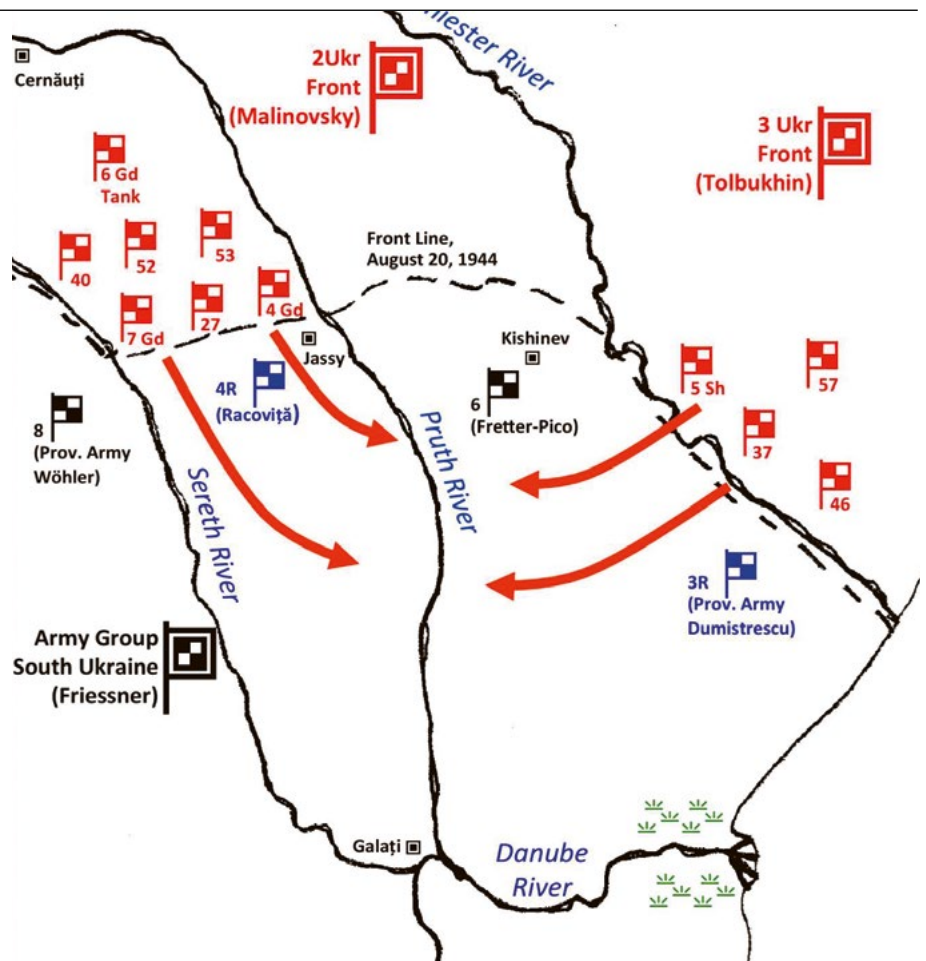 Cernăuți
2Ukr
Front
(Malinovsky)
River
3 Ukr
Front
(Tolbukhin)
6 Gd
Tank
40
52
53
7 Gd
27
4 Gd
Front Line,
August 20, 1944
Jassy
Kishinev
5 Sh
57
37
46
4R
(Racoviță)
6
(Fretter-Pico)
8
(Prov. Army
Wöhler)
Sereth River
Pruth River
3R
(Prov. Army
Dumistrescu)
Army Group
South Ukraine
(Friessner)
Galați
Danube
River